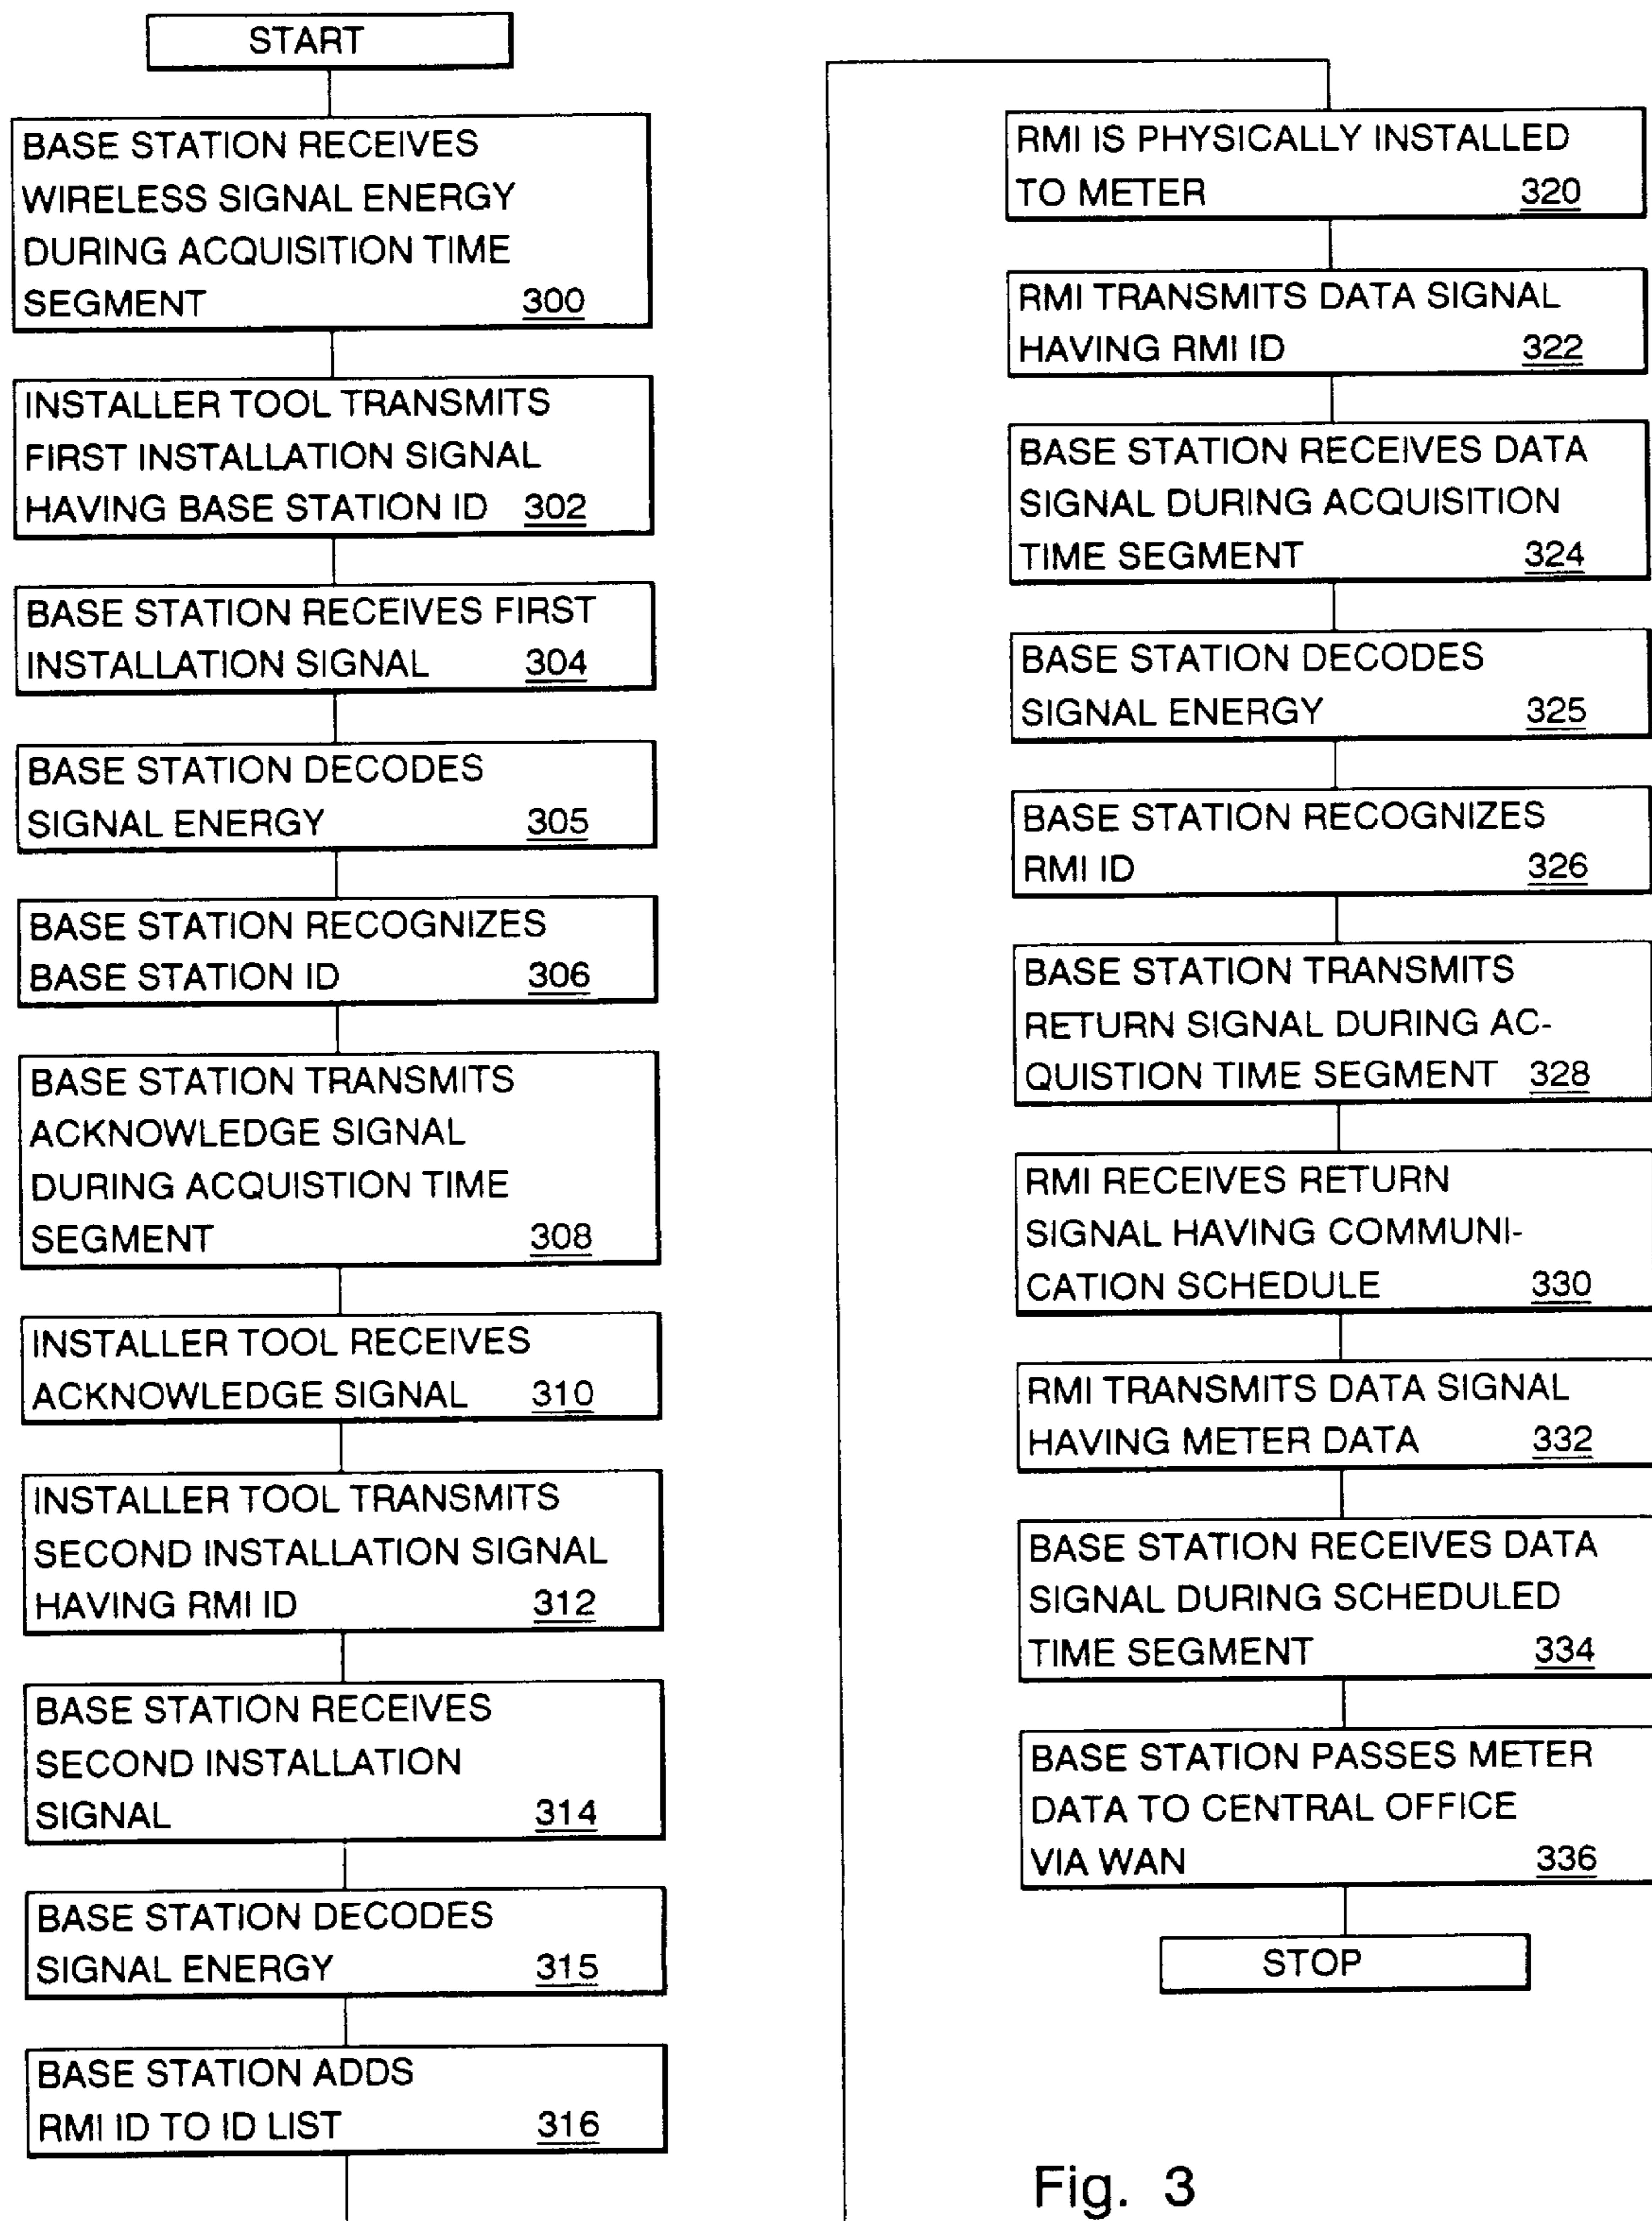 START
BASE STATION RECEIVES
WIRELESS SIGNAL ENERGY
DURING ACQUISITION TIME
SEGMENT 300
INSTALLER TOOL TRANSMITS
FIRST INSTALLATION SIGNAL
HAVING BASE STATION ID 302
BASE STATION RECEIVES FIRST
INSTALLATION SIGNAL 304
BASE STATION DECODES
SIGNAL ENERGY 305
BASE STATION RECOGNIZES
BASE STATION ID 306
BASE STATION TRANSMITS
ACKNOWLEDGE SIGNAL
DURING ACQUISTION TIME
SEGMENT 308
INSTALLER TOOL RECEIVES
ACKNOWLEDGE SIGNAL 310
INSTALLER TOOL TRANSMITS
SECOND INSTALLATION SIGNAL
HAVING RMI ID 312
BASE STATION RECEIVES
SECOND INSTALLATION
SIGNAL 314
BASE STATION DECODES
SIGNAL ENERGY 315
BASE STATION ADDS
RMI ID TO ID LIST 316
RMI IS PHYSICALLY INSTALLED
TO METER 320
RMI TRANSMITS DATA SIGNAL
HAVING RMI ID 322
BASE STATION RECEIVES DATA
SIGNAL DURING ACQUISITION
TIME SEGMENT 324
BASE STATION DECODES
SIGNAL ENERGY 325
BASE STATION RECOGNIZES
RMI ID 326
BASE STATION TRANSMITS
RETURN SIGNAL DURING AC-
QUISTION TIME SEGMENT 328
RMI RECEIVES RETURN
SIGNAL HAVING COMMUNI-
CATION SCHEDULE 330
RMI TRANSMITS DATA SIGNAL
HAVING METER DATA 332
BASE STATION RECEIVES DATA
SIGNAL DURING SCHEDULED
TIME SEGMENT 334
BASE STATION PASSES METER
DATA TO CENTRAL OFFICE
VIA WAN 336
STOP
Fig. 3